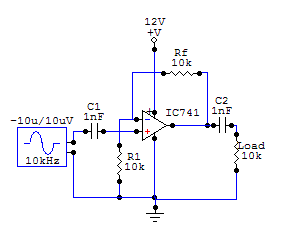 12V
+V
Rf
10k
C1
1nF
IC741
C2
1nF
-10u/10uV
10kHz
R1
10k
Load
10k